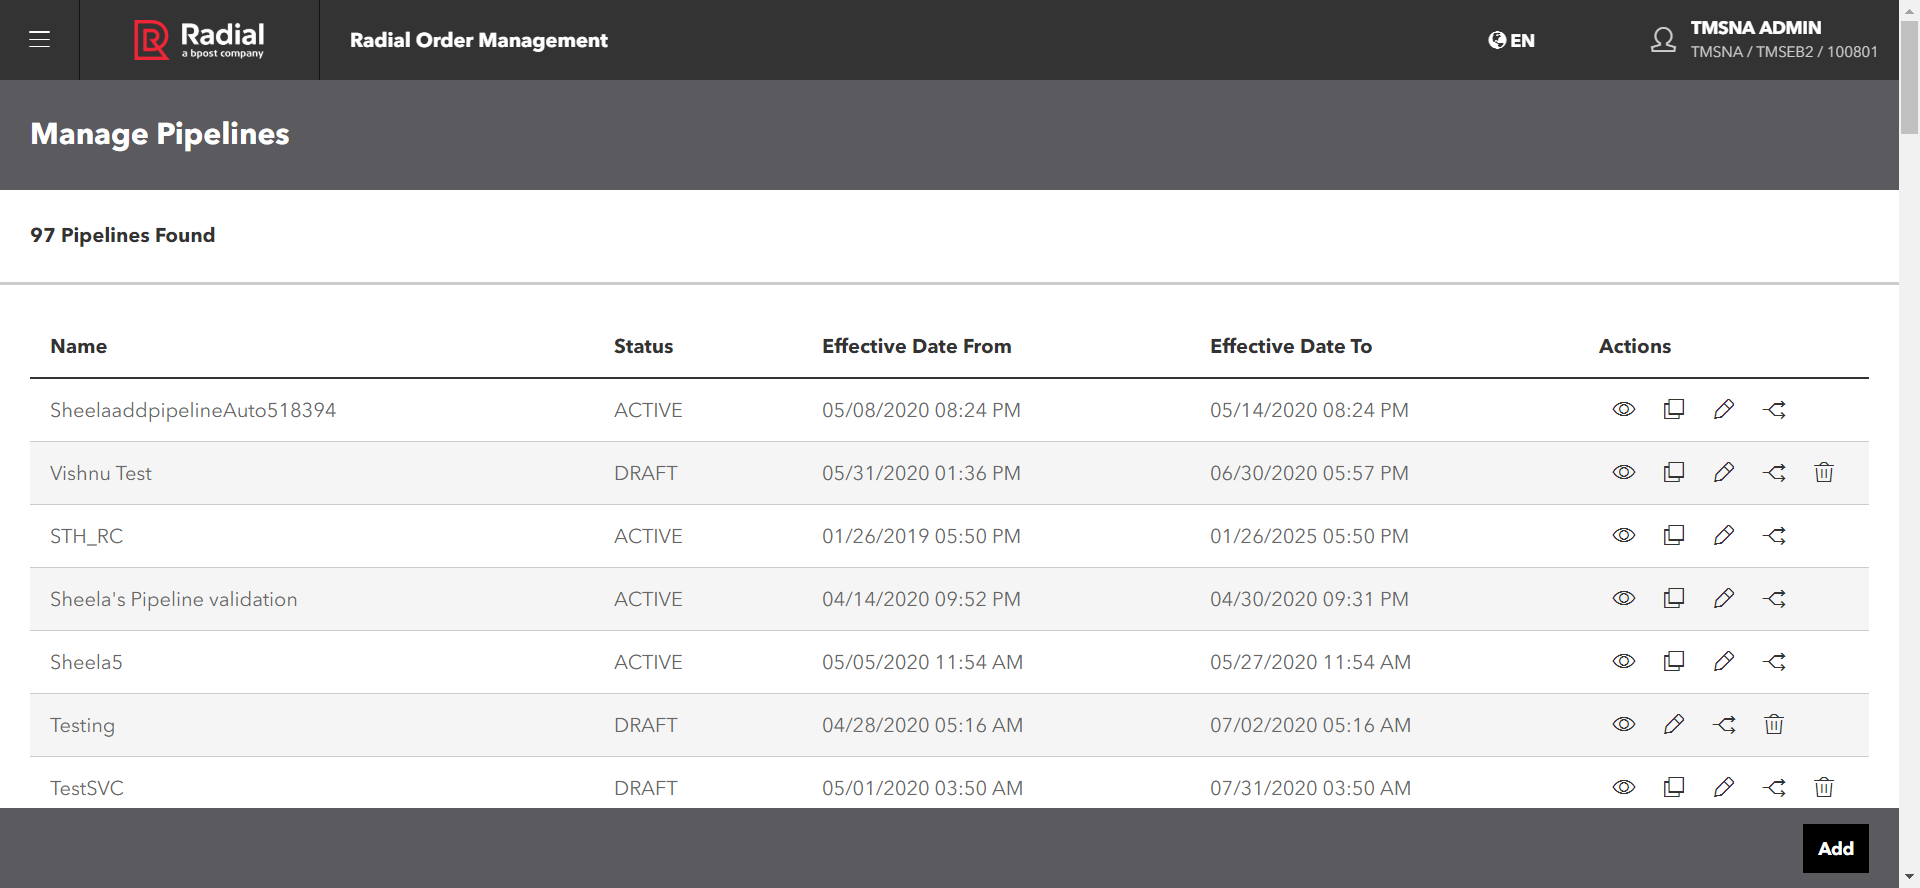 Radial
a bpost company
Radial Order Management
EN
TMSNA ADMIN
TMSNA / TMSEB2 / 100801
Manage Pipelines
97 Pipelines Found
Name Status Effective Date From Effective Date To Actions
SheelaaddpipelineAuto518394 ACTIVE 05/08/2020 08:24 PM 05/14/2020 08:24 PM
Vishnu Test DRAFT 05/31/2020 01:36 PM 06/30/2020 05:57 PM
STH_RC ACTIVE 01/26/2019 05:50 PM 01/26/2025 05:50 PM
Sheela's Pipeline validation ACTIVE 04/14/2020 09:52 PM 04/30/2020 09:31 PM
Sheela5 ACTIVE 05/05/2020 11:54 AM 05/27/2020 11:54 AM
Testing DRAFT 04/28/2020 05:16 AM 07/02/2020 05:16 AM
TestSVC DRAFT 05/01/2020 03:50 AM 07/31/2020 03:50 AM
Add